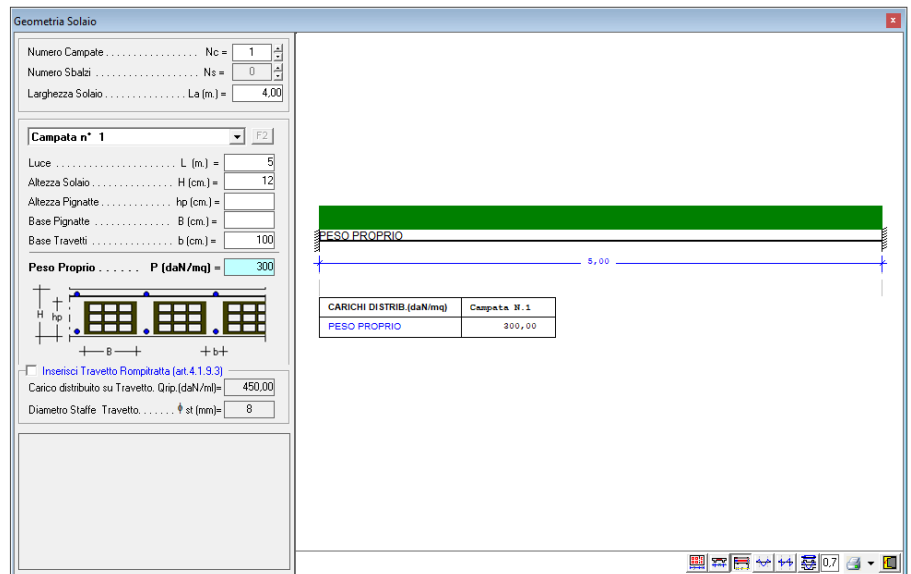 Geometria Solaio
Numero Campate . . . . . . . . . . . . . . . . . Nc = 1
Numero Sbalzi . . . . . . . . . . . . . . . . . . . Ns = 0
Larghezza Solaio . . . . . . . . . . . . . . . La (m.) = 4,00
Campata n° 1 F2
Luce . . . . . . . . . . . . . . . . . . . . . . L (m.) = 5
Altezza Solaio . . . . . . . . . . . . . . H (cm.) = 12
Altezza Pignatte . . . . . . . . . . . . hp (cm.) =
Base Pignatte . . . . . . . . . . . . . . B (cm.) =
Base Travetti . . . . . . . . . . . . . . b (cm.) = 100
Peso Proprio . . . . . . P (daN/mq) = 300
H hp
B b
Inserisci Travetto Rompitratta (art.4.1.9.3)
Carico distribuito su Travetto. Qrip.(daN/ml)= 450,00
Diametro Staffe Travetto. . . . . . . ϕ st (mm)= 8
PESO PROPRIO
5,00
CARICHI DISTRIB.(daN/mq) Campata N.1
PESO PROPRIO 300,00
0,7